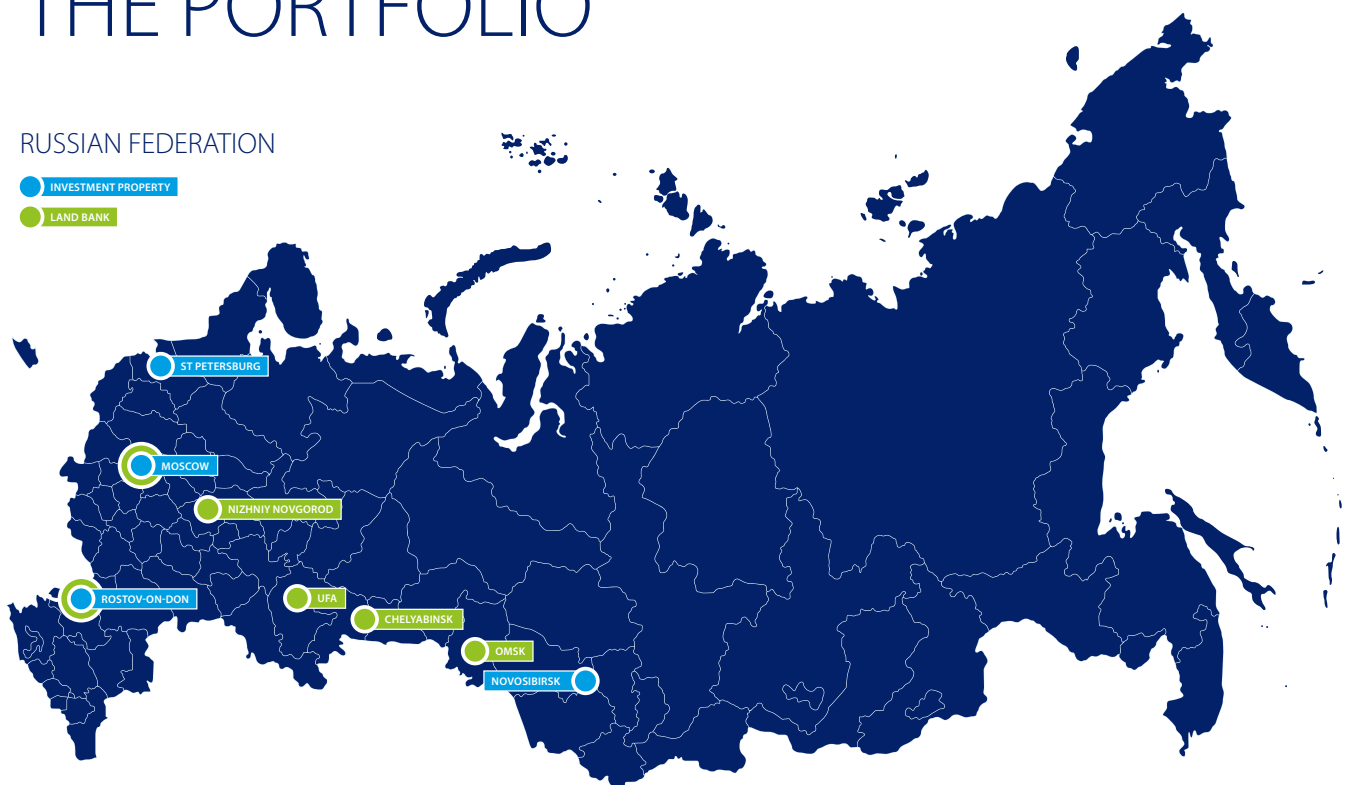 THE PORTFOLIO
RUSSIAN FEDERATION
INVESTMENT PROPERTY
LAND BANK
ST PETERSBURG
MOSCOW
NIZHNIY NOVGOROD
ROSTOV-ON-DON
UFA
CHELYABINSK
OMSK
NOVOSIBIRSK